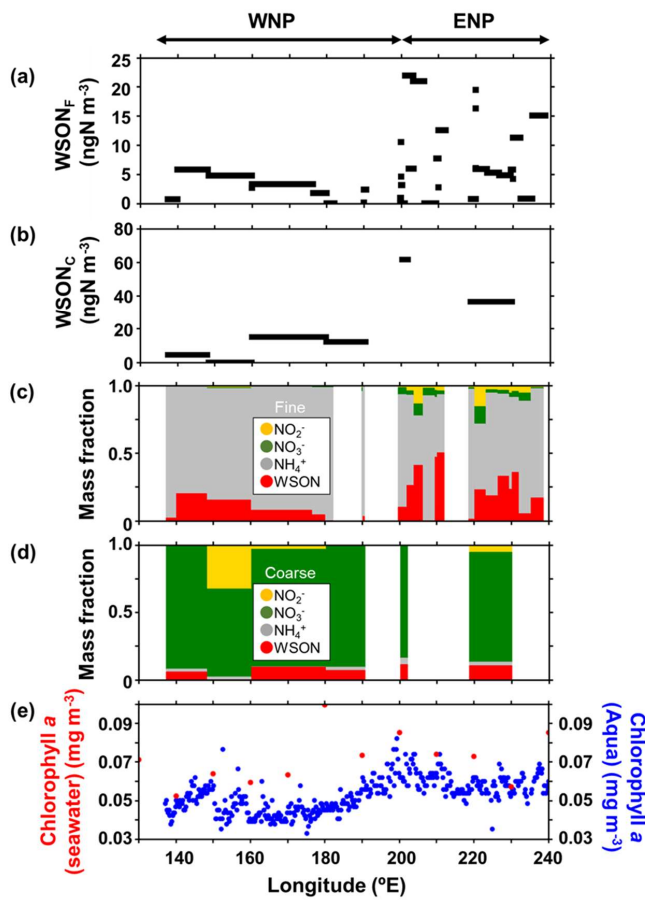 WNP ENP
(a)
WSON_F
(ngN m⁻³)
25
20
15
10
5
0
(b)
WSON_C
(ngN m⁻³)
80
60
40
20
0
(c)
Mass fraction
1.0
0.5
0
Fine
NO₂⁻
NO₃⁻
NH₄⁺
WSON
(d)
Mass fraction
1.0
0.5
0
Coarse
NO₂⁻
NO₃⁻
NH₄⁺
WSON
(e)
Chlorophyll a
(seawater) (mg m⁻³)
0.09
0.07
0.05
0.03
0.09
0.07
0.05
0.03
Chlorophyll a
(Aqua) (mg m⁻³)
140 160 180 200 220 240
Longitude (ºE)